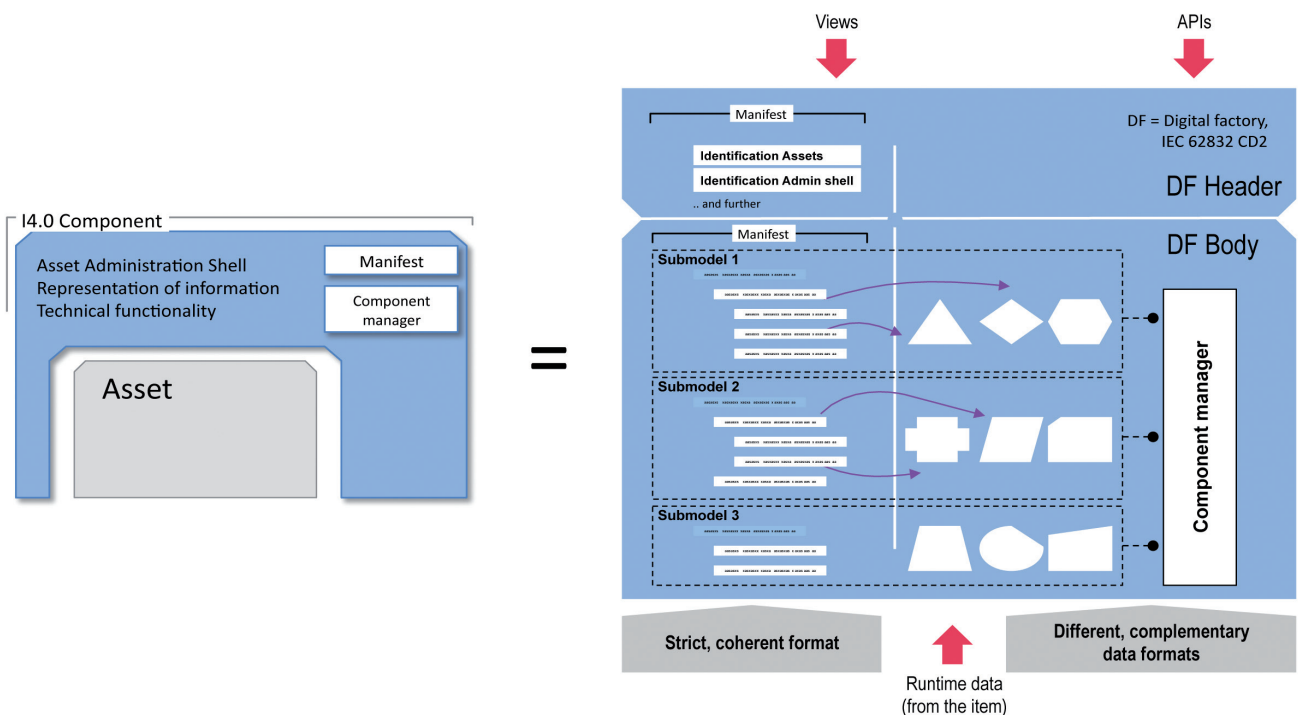 Views
APIs
Manifest
DF = Digital factory,
IEC 62832 CD2
Identification Assets
Identification Admin shell
.. and further
DF Header
I4.0 Component
Asset Administration Shell
Representation of information
Technical functionality
Manifest
Component
manager
Asset
=
Manifest
DF Body
Submodel 1
Submodel 2
Submodel 3
Component manager
Strict, coherent format
Different, complementary
data formats
Runtime data
(from the item)